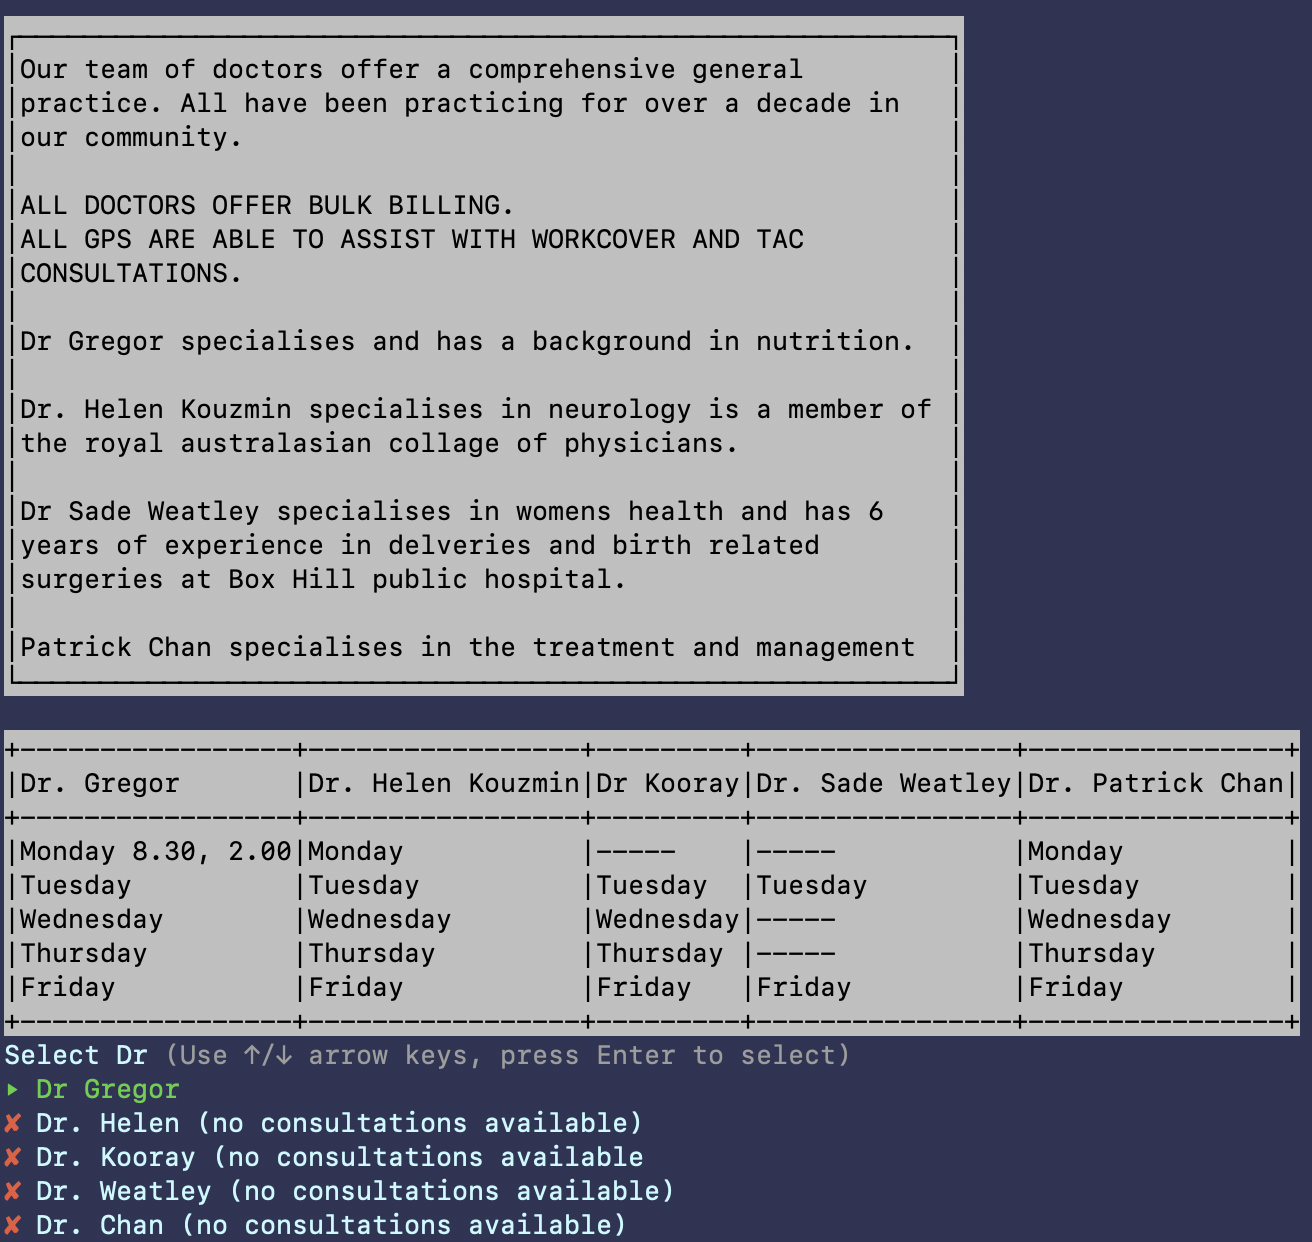 Our team of doctors offer a comprehensive general
practice. All have been practicing for over a decade in
our community.
ALL DOCTORS OFFER BULK BILLING.
ALL GPS ARE ABLE TO ASSIST WITH WORKCOVER AND TAC
CONSULTATIONS.
Dr Gregor specialises and has a background in nutrition.
Dr. Helen Kouzmin specialises in neurology is a member of
the royal australasian collage of physicians.
Dr Sade Weatley specialises in womens health and has 6
years of experience in delveries and birth related
surgeries at Box Hill public hospital.
Patrick Chan specialises in the treatment and management
+-----------------+-----------------+---------+----------------+----------------+
|Dr. Gregor       |Dr. Helen Kouzmin|Dr Kooray|Dr. Sade Weatley|Dr. Patrick Chan|
+-----------------+-----------------+---------+----------------+----------------+
|Monday 8.30, 2.00|Monday           |-----    |-----           |Monday          |
|Tuesday          |Tuesday          |Tuesday  |Tuesday         |Tuesday         |
|Wednesday        |Wednesday        |Wednesday|-----           |Wednesday       |
|Thursday         |Thursday         |Thursday |-----           |Thursday        |
|Friday           |Friday           |Friday   |Friday          |Friday          |
+-----------------+-----------------+---------+----------------+----------------+
Select Dr (Use ↑/↓ arrow keys, press Enter to select)
‣ Dr Gregor
✘ Dr. Helen (no consultations available)
✘ Dr. Kooray (no consultations available
✘ Dr. Weatley (no consultations available)
✘ Dr. Chan (no consultations available)